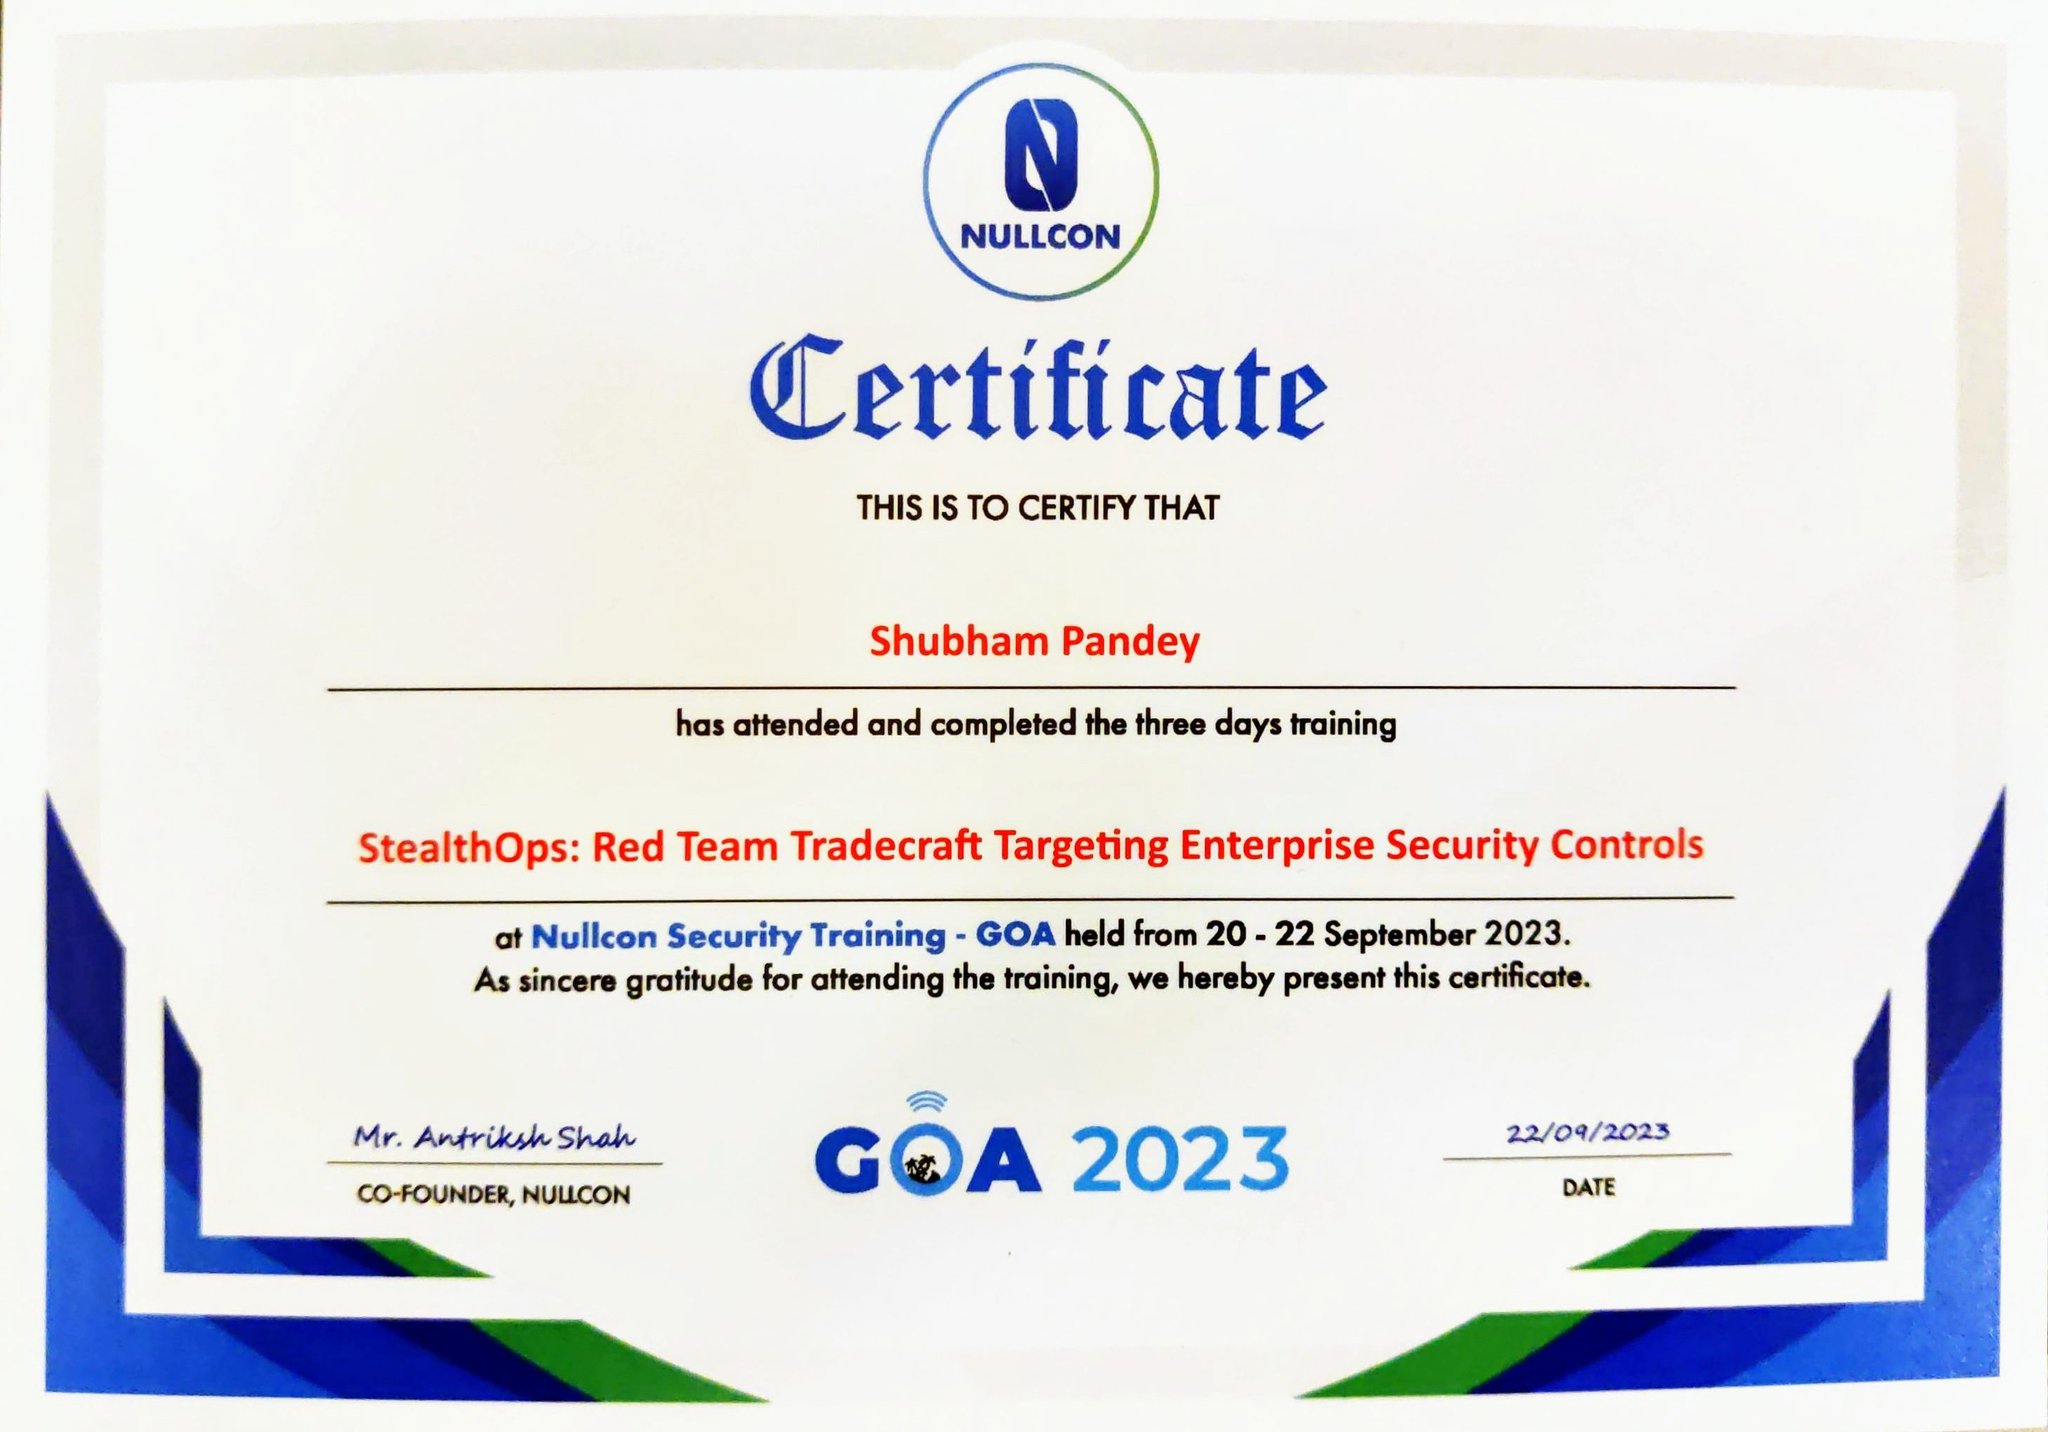 NULLCON
Certificate
THIS IS TO CERTIFY THAT
Shubham Pandey
has attended and completed the three days training
StealthOps: Red Team Tradecraft Targeting Enterprise Security Controls
at Nullcon Security Training - GOA held from 20 - 22 September 2023.
As sincere gratitude for attending the training, we hereby present this certificate.
Mr. Antriksh Shah
CO-FOUNDER, NULLCON
GOA 2023
22/09/2023
DATE